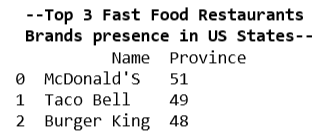 --Top 3 Fast Food Restaurants
Brands presence in US States--
Name Province
0 McDonald'S 51
1 Taco Bell 49
2 Burger King 48